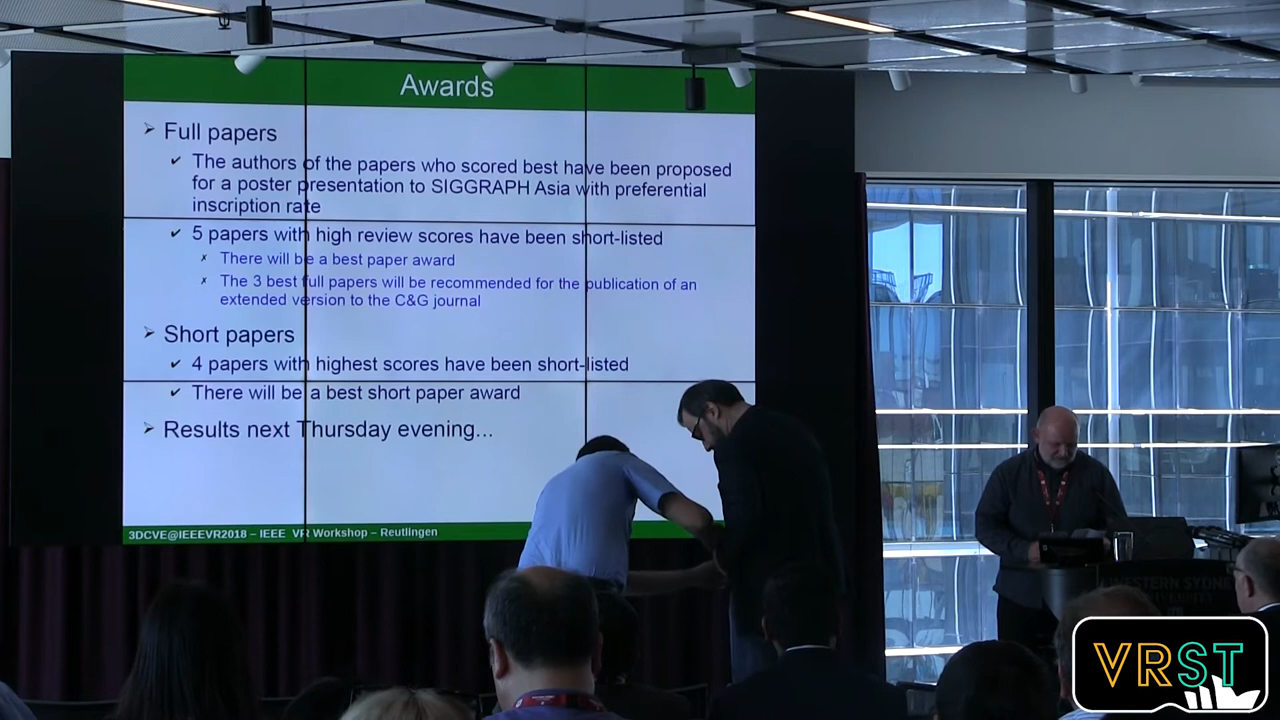 Awards
Full papers
The authors of the papers who scored best have been proposed
for a poster presentation to SIGGRAPH Asia with preferential
inscription rate
5 papers with high review scores have been short-listed
There will be a best paper award
The 3 best full papers will be recommended for the publication of an
extended version to the C&G journal
Short papers
4 papers with highest scores have been short-listed
There will be a best short paper award
Results next Thursday evening...
3DCVE@IEEEVR2018 – IEEE VR Workshop – Reutlingen
WESTERN SYDNE
VRST